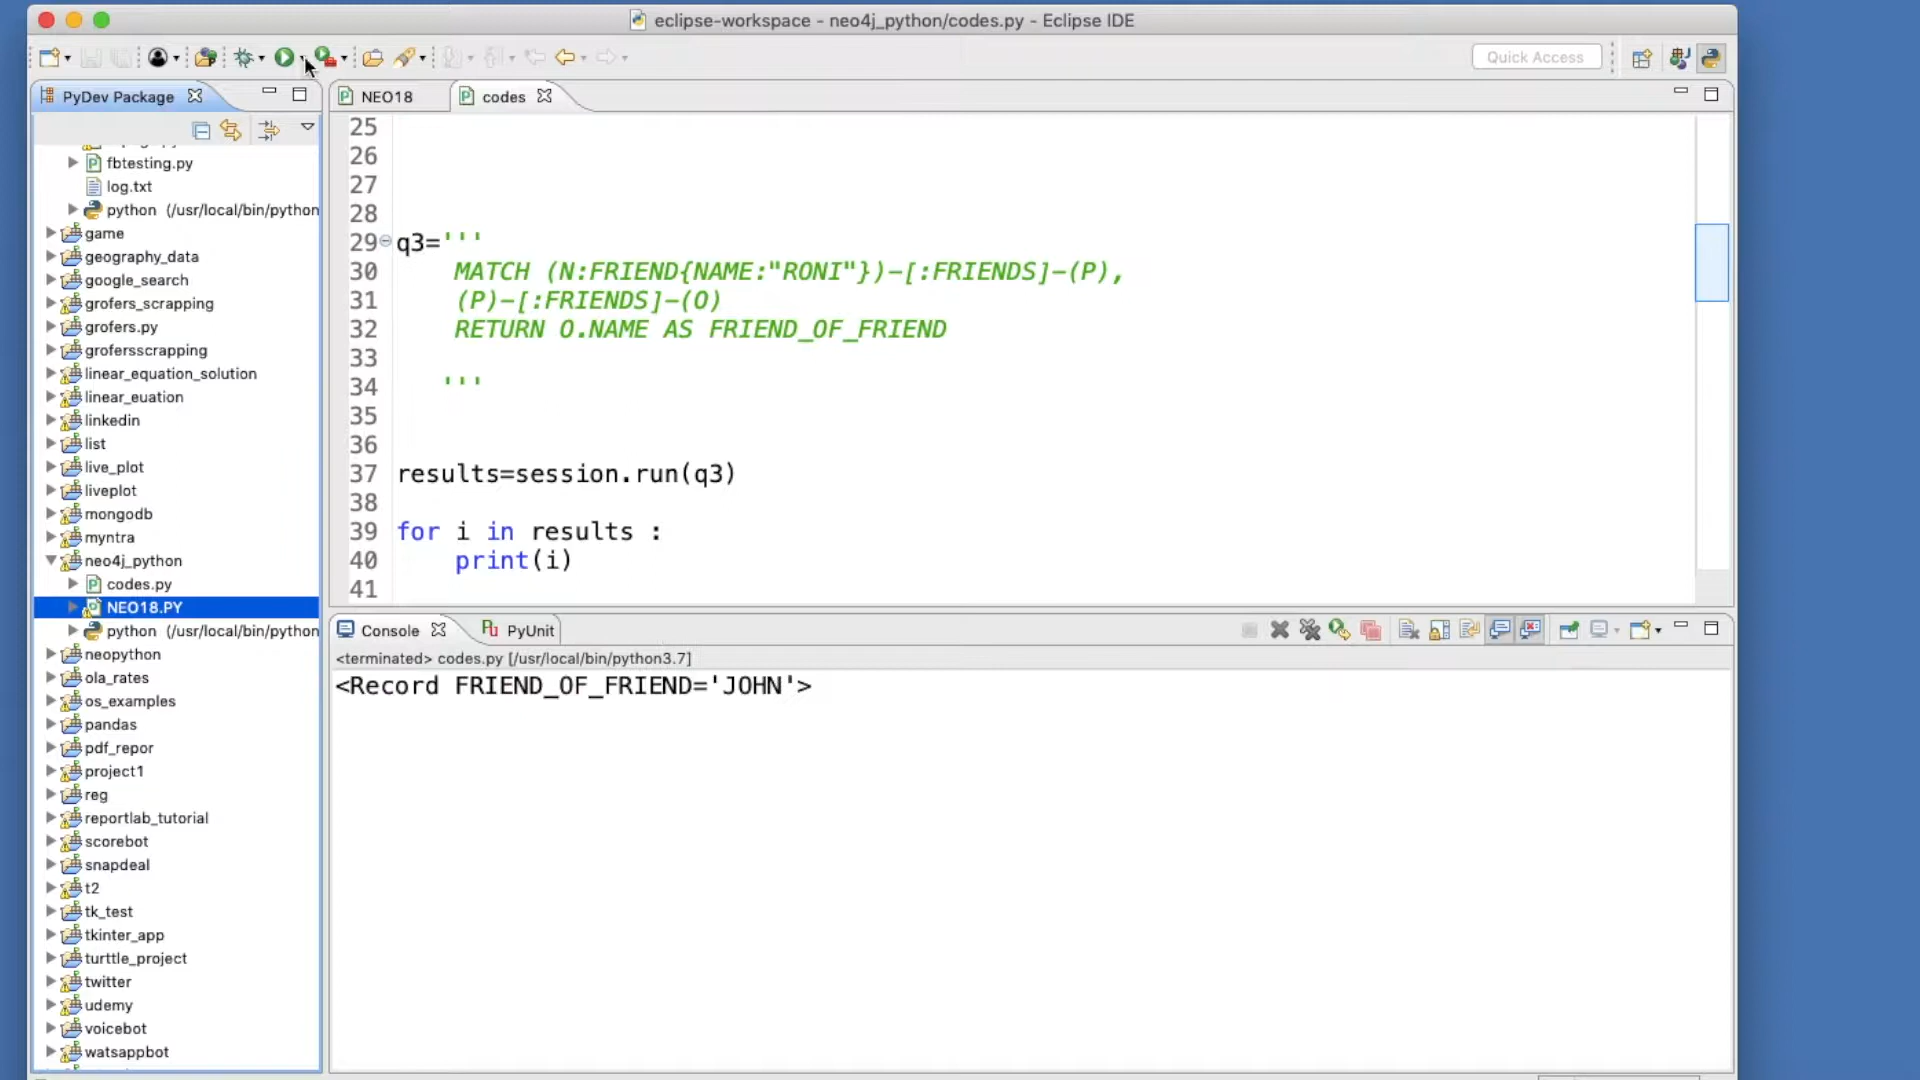 eclipse-workspace - neo4j_python/codes.py - Eclipse IDE
Quick Access
PyDev Package
NEO18
codes
fbtesting.py
log.txt
python (/usr/local/bin/python
game
geography_data
google_search
grofers_scrapping
grofers.py
grofersscrapping
linear_equation_solution
linear_euation
linkedin
list
live_plot
liveplot
mongodb
myntra
neo4j_python
codes.py
NEO18.PY
python (/usr/local/bin/python
neopython
ola_rates
os_examples
pandas
pdf_repor
project1
reg
reportlab_tutorial
scorebot
snapdeal
t2
tk_test
tkinter_app
turttle_project
twitter
udemy
voicebot
watsappbot
25
26
27
28
29 q3='''
30 MATCH (N:FRIEND{NAME:"RONI"})-[:FRIENDS]-(P),
31 (P)-[:FRIENDS]-(O)
32 RETURN O.NAME AS FRIEND_OF_FRIEND
33
34 '''
35
36
37 results=session.run(q3)
38
39 for i in results :
40 print(i)
41
Console
PyUnit
<terminated> codes.py [/usr/local/bin/python3.7]
<Record FRIEND_OF_FRIEND='JOHN'>